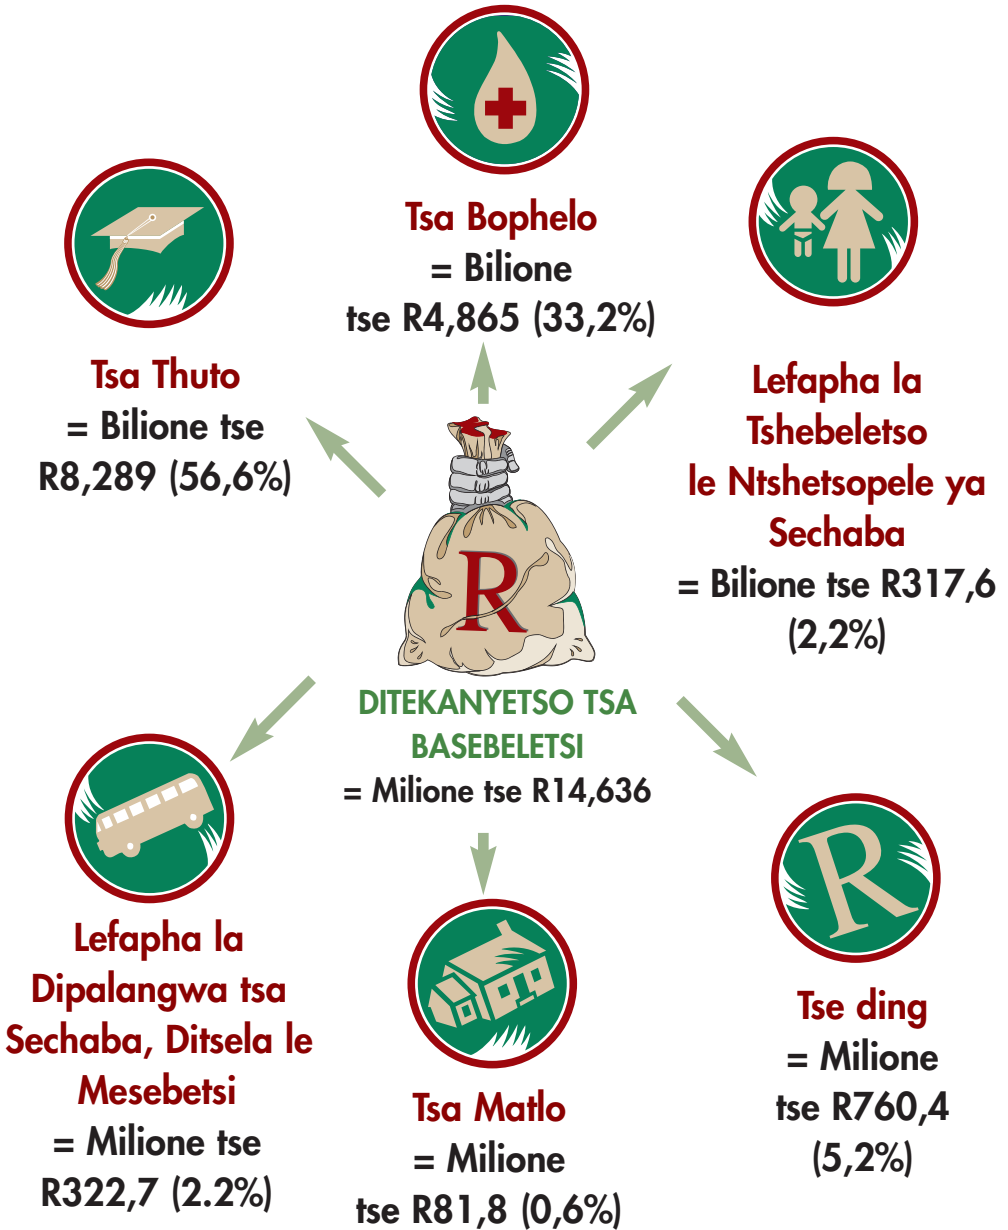 Tsa Bophelo
= Bilione
tse R4,865 (33,2%)
Tsa Thuto
= Bilione tse
R8,289 (56,6%)
Lefapha la
Tshebeletso
le Ntshetsopele ya
Sechaba
= Bilione tse R317,6
(2,2%)
R
DITEKANYETSO TSA
BASEBELETSI
= Milione tse R14,636
Lefapha la
Dipalangwa tsa
Sechaba, Ditsela le
Mesebetsi
= Milione tse
R322,7 (2.2%)
Tsa Matlo
= Milione
tse R81,8 (0,6%)
R
Tse ding
= Milione
tse R760,4
(5,2%)